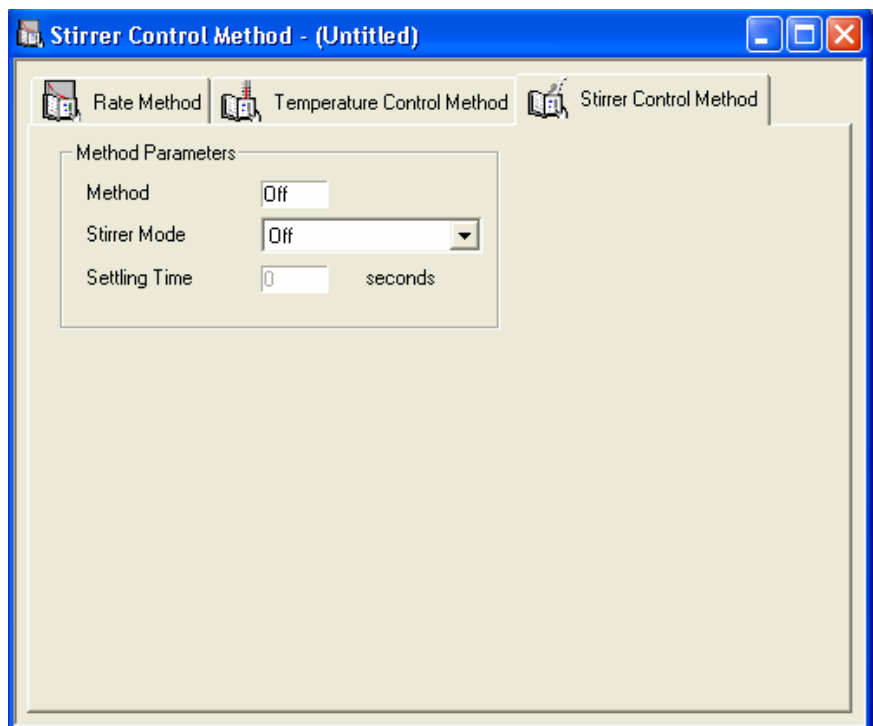 Stirrer Control Method - (Untitled)
Rate Method Temperature Control Method Stirrer Control Method
Method Parameters
Method Off
Stirrer Mode Off
Settling Time 0 seconds